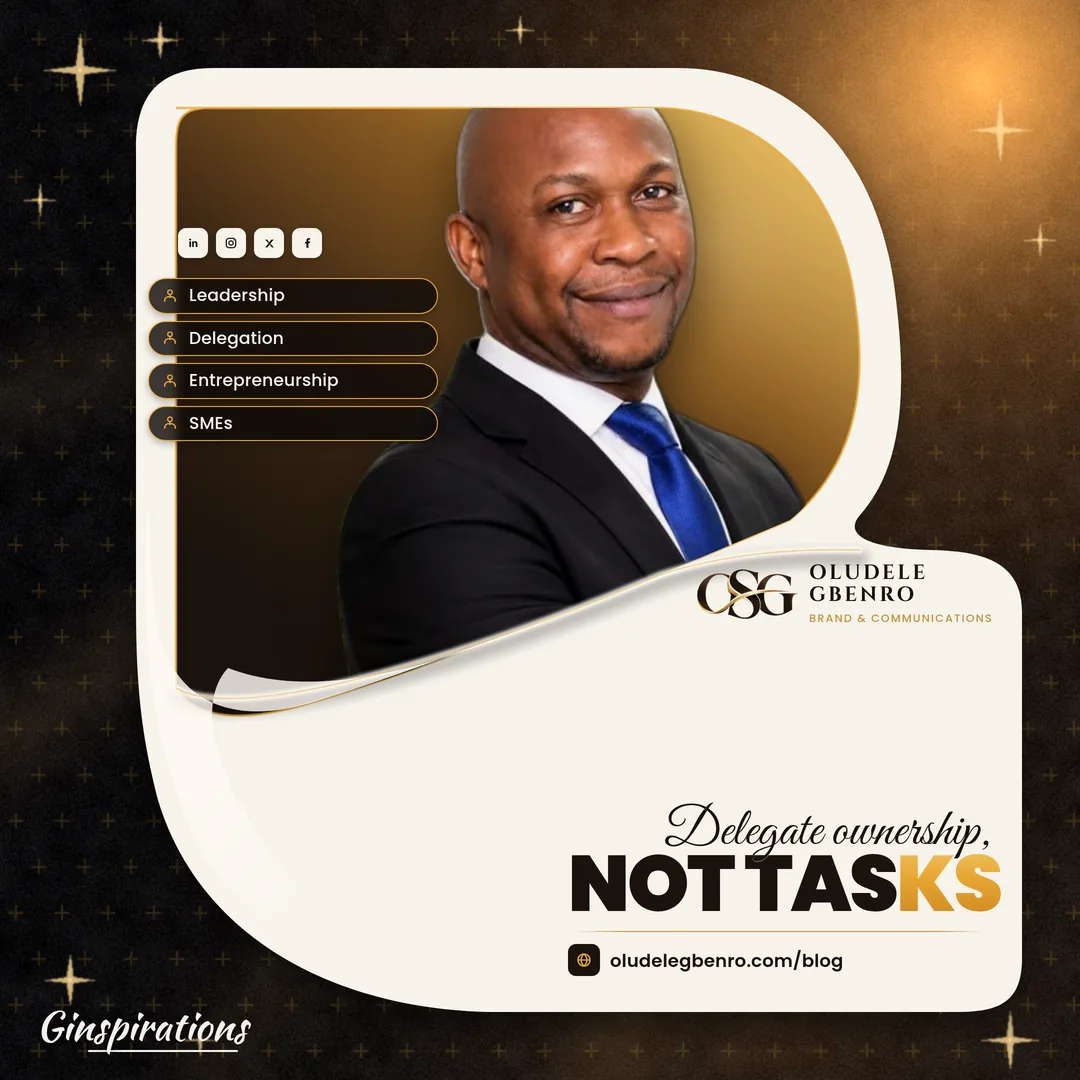 in
X
f
Leadership
Delegation
Entrepreneurship
SMEs
OSG
OLUDELE
GBENRO
BRAND & COMMUNICATIONS
Delegate ownership,
NOT TASKS
oludelegbenro.com/blog
Ginspirations